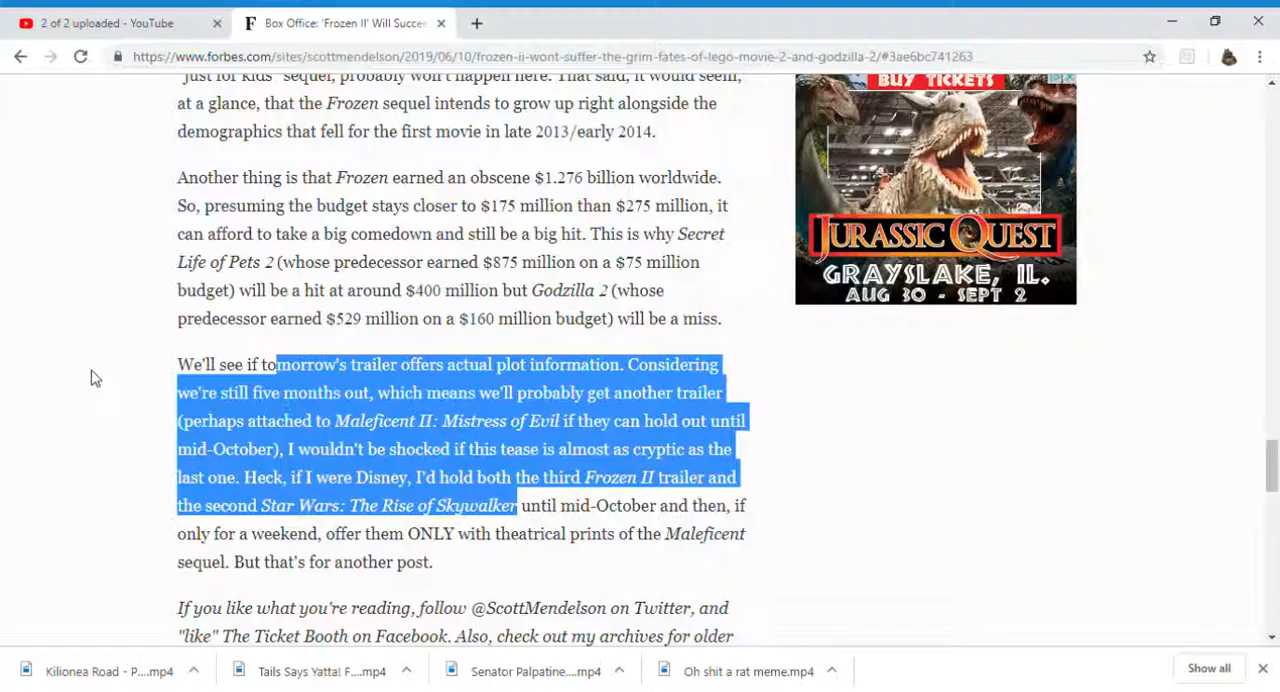 2 of 2 uploaded - YouTube
F Box Office: 'Frozen II' Will Succe
https://www.forbes.com/sites/scottmendelson/2019/06/10/frozen-ii-wont-suffer-the-grim-fates-of-lego-movie-2-and-godzilla-2/#3ae6bc741263
"just for kids" sequel, probably won't happen here. That said, it would seem,
at a glance, that the Frozen sequel intends to grow up right alongside the
demographics that fell for the first movie in late 2013/early 2014.
Another thing is that Frozen earned an obscene $1.276 billion worldwide.
So, presuming the budget stays closer to $175 million than $275 million, it
can afford to take a big comedown and still be a big hit. This is why Secret
Life of Pets 2 (whose predecessor earned $875 million on a $75 million
budget) will be a hit at around $400 million but Godzilla 2 (whose
predecessor earned $529 million on a $160 million budget) will be a miss.
We'll see if tomorrow's trailer offers actual plot information. Considering
we're still five months out, which means we'll probably get another trailer
(perhaps attached to Maleficent II: Mistress of Evil if they can hold out until
mid-October), I wouldn't be shocked if this tease is almost as cryptic as the
last one. Heck, if I were Disney, I'd hold both the third Frozen II trailer and
the second Star Wars: The Rise of Skywalker until mid-October and then, if
only for a weekend, offer them ONLY with theatrical prints of the Maleficent
sequel. But that's for another post.
If you like what you're reading, follow @ScottMendelson on Twitter, and
"like" The Ticket Booth on Facebook. Also, check out my archives for older
BUY TICKETS
JURASSIC QUEST
GRAYSLAKE, IL.
AUG 30 - SEPT 2
Kilionea Road - P....mp4
Tails Says Yatta! F....mp4
Senator Palpatine....mp4
Oh shit a rat meme.mp4
Show all